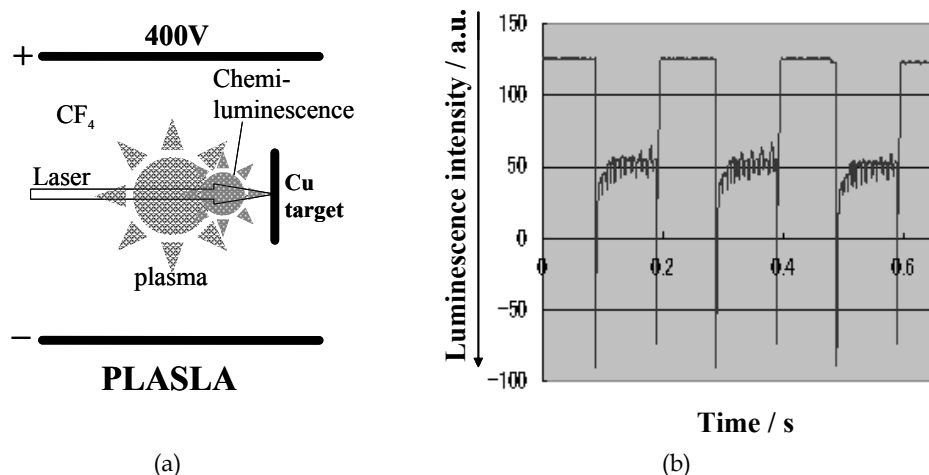 400V
+
Chemi-
luminescence
CF4
Laser
Cu
target
plasma
−
PLASLA
(a)
Luminescence intensity / a.u.
150
100
50
0
-50
-100
0
0.2
0.4
0.6
Time / s
(b)